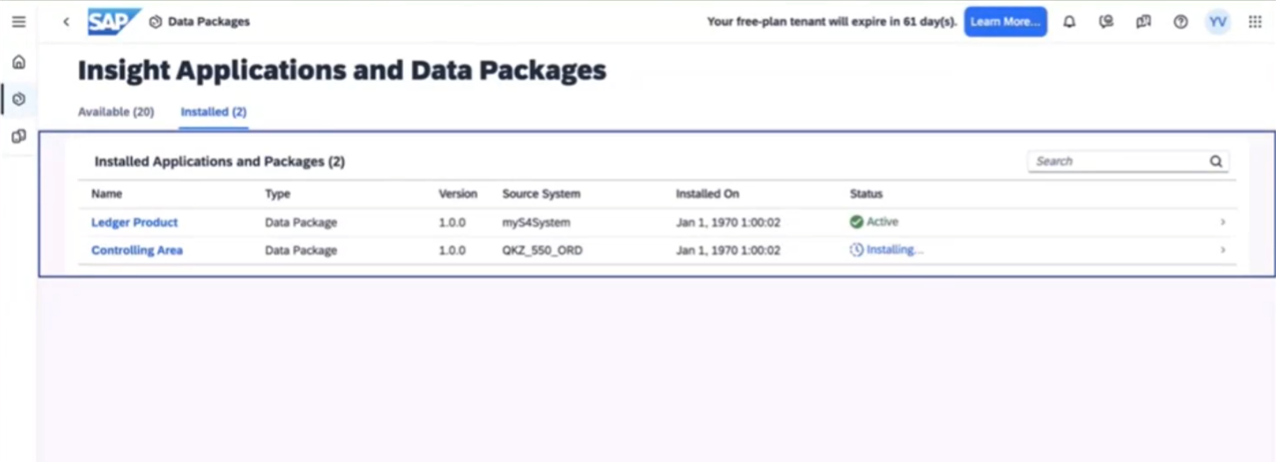 SAP Data Packages Your free-plan tenant will expire in 61 day(s). Learn More... YV
Insight Applications and Data Packages
Available (20) Installed (2)
Installed Applications and Packages (2) Search
Name Type Version Source System Installed On Status
Ledger Product Data Package 1.0.0 myS4System Jan 1, 1970 1:00:02 Active
Controlling Area Data Package 1.0.0 QKZ_550_ORD Jan 1, 1970 1:00:02 Installing...